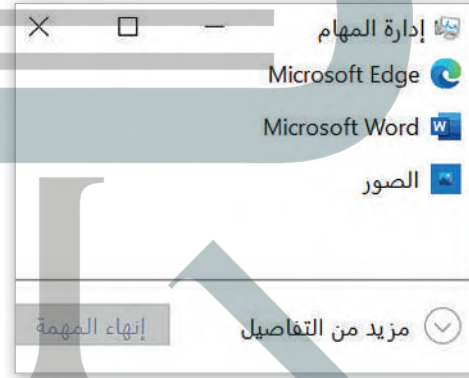 إدارة المهام
Microsoft Edge
Microsoft Word
الصور
مزيد من التفاصيل
إنهاء المهمة